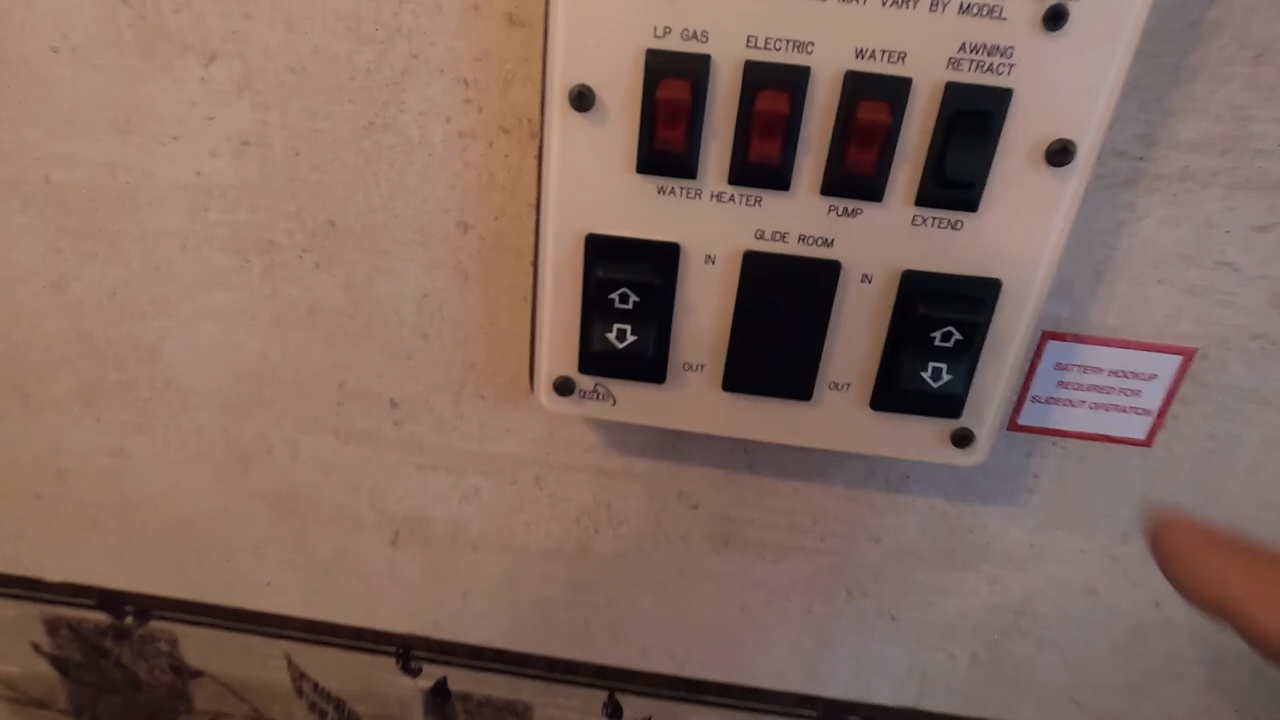 MAY VARY BY MODEL
LP GAS
ELECTRIC
WATER
AWNING
RETRACT
WATER HEATER
PUMP
EXTEND
GLIDE ROOM
IN
IN
OUT
OUT
BATTERY HOOKUP
REQUIRED FOR
SLIDEOUT OPERATION